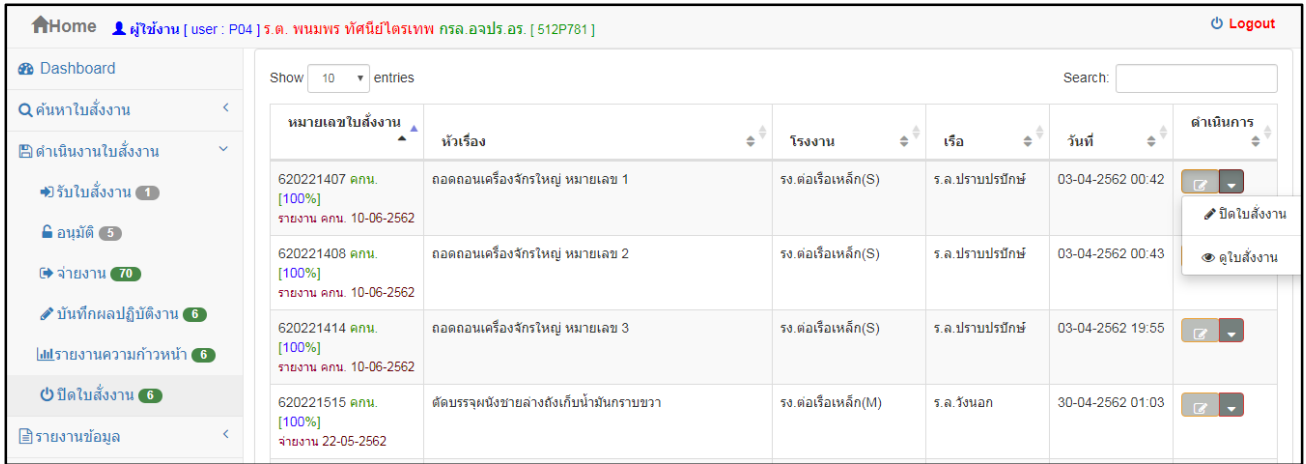 Home ผู้ใช้งาน [ user : P04 ] ร.ต. พนมพร ทัศนีย์ไตรเทพ กรล.อจปร.อร. [ 512P781 ]
Logout
Dashboard
ค้นหาใบสั่งงาน
ดำเนินงานใบสั่งงาน
รับใบสั่งงาน 1
อนุมัติ 5
จ่ายงาน 70
บันทึกผลปฏิบัติงาน 6
รายงานความก้าวหน้า 6
ปิดใบสั่งงาน 6
รายงานข้อมูล
Show 10 entries
Search:
หมายเลขใบสั่งงาน หัวเรื่อง โรงงาน เรือ วันที่ ดำเนินการ
620221407 คกน. ถอดถอนเครื่องจักรใหญ่ หมายเลข 1 รง.ต่อเรือเหล็ก(S) ร.ล.ปราบปรปักษ์ 03-04-2562 00:42
[100%]
รายงาน คกน. 10-06-2562
ปิดใบสั่งงาน
ดูใบสั่งงาน
620221408 คกน. ถอดถอนเครื่องจักรใหญ่ หมายเลข 2 รง.ต่อเรือเหล็ก(S) ร.ล.ปราบปรปักษ์ 03-04-2562 00:43
[100%]
รายงาน คกน. 10-06-2562
620221414 คกน. ถอดถอนเครื่องจักรใหญ่ หมายเลข 3 รง.ต่อเรือเหล็ก(S) ร.ล.ปราบปรปักษ์ 03-04-2562 19:55
[100%]
รายงาน คกน. 10-06-2562
620221515 คกน. ตัดบรรจุผนังชายล่างถังเก็บน้ำมันกราบขวา รง.ต่อเรือเหล็ก(M) ร.ล.วังนอก 30-04-2562 01:03
[100%]
จ่ายงาน 22-05-2562